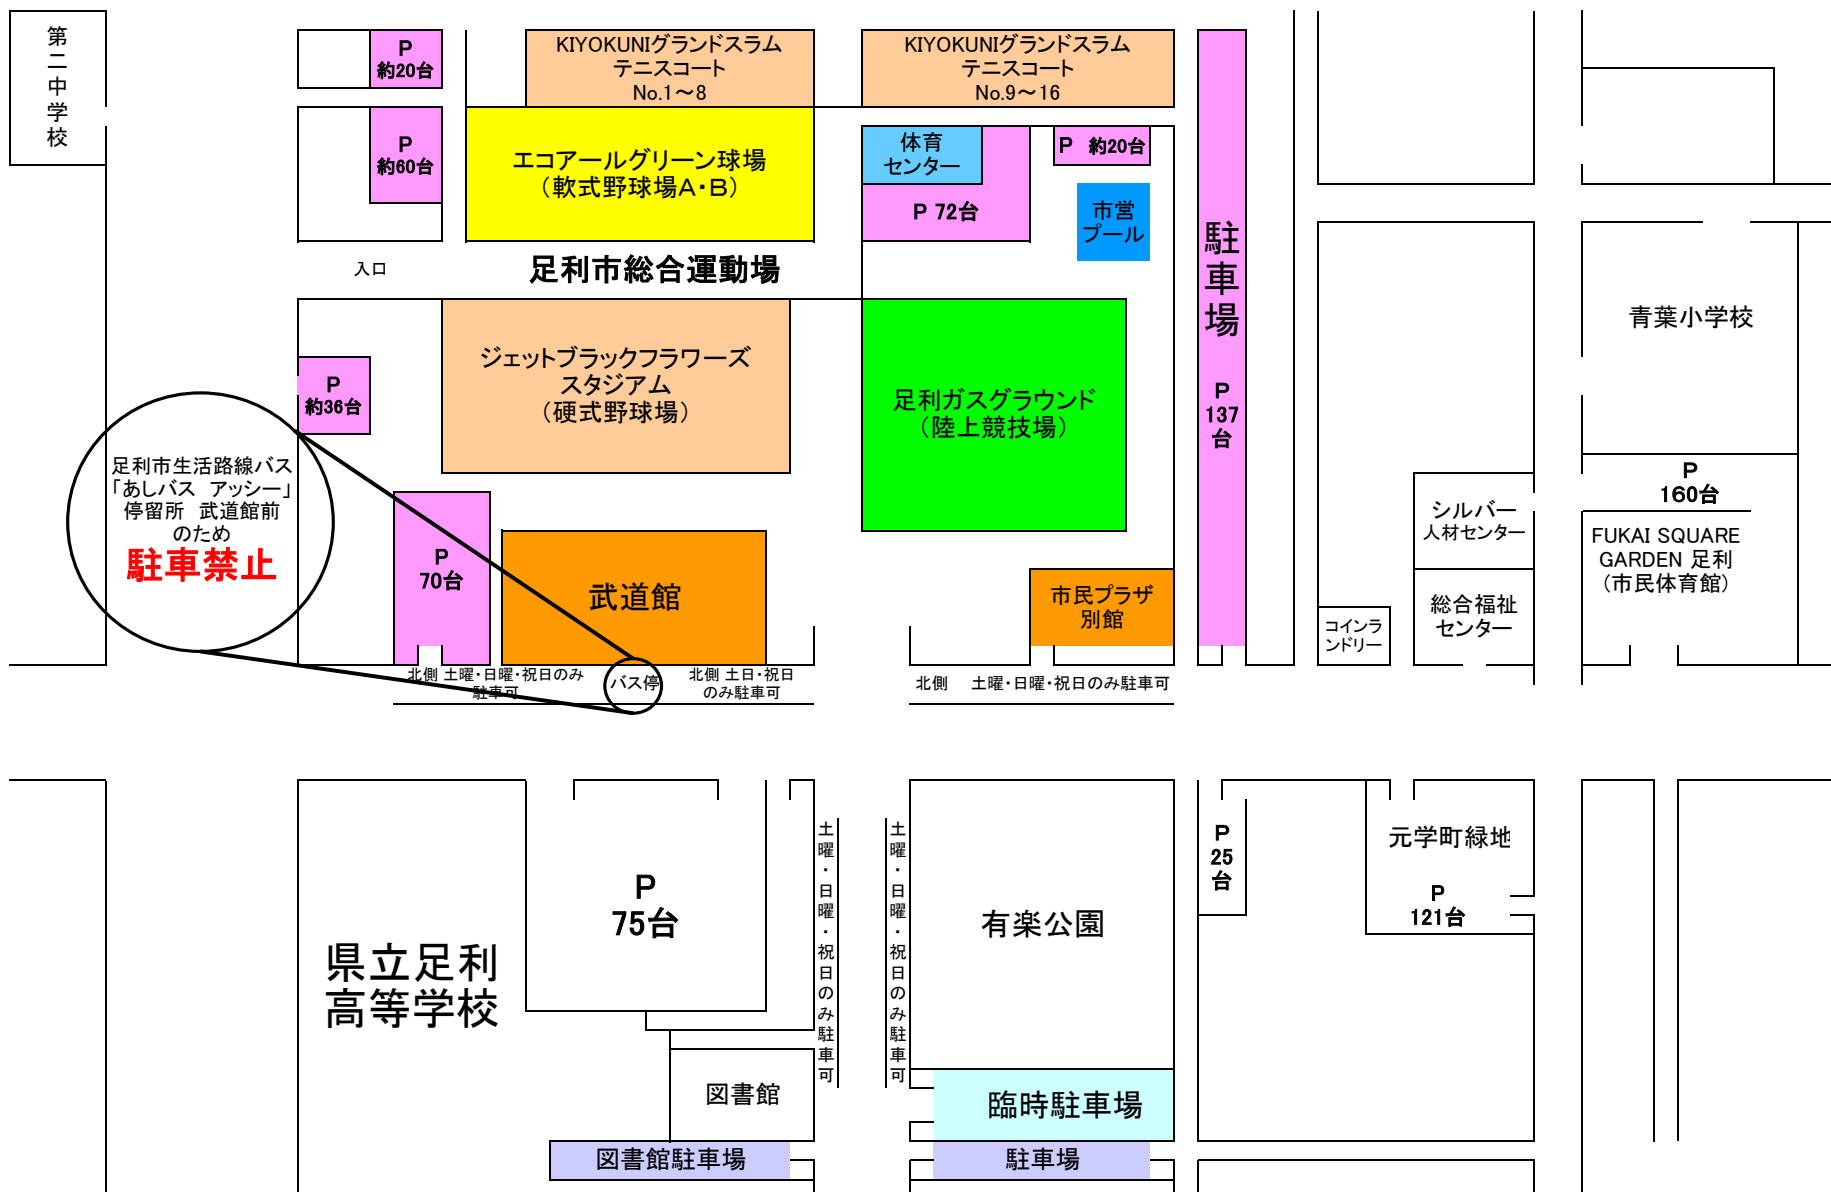 第二中学校
P
約20台
KIYOKUNIグランドスラム
テニスコート
No.1～8
KIYOKUNIグランドスラム
テニスコート
No.9～16
P
約60台
エコアールグリーン球場
（軟式野球場A・B）
体育
センター
P 約20台
P 72台
市営
プール
駐車場
P
137
台
入口
足利市総合運動場
青葉小学校
P
約36台
ジェットブラックフラワーズ
スタジアム
（硬式野球場）
足利ガスグラウンド
（陸上競技場）
足利市生活路線バス
「あしバス アッシー」
停留所 武道館前
のため
駐車禁止
P
70台
武道館
市民プラザ
別館
シルバー
人材センター
総合福祉
センター
コインラ
ンドリー
P
160台
FUKAI SQUARE
GARDEN 足利
（市民体育館）
北側 土曜・日曜・祝日のみ
駐車可
バス停
北側 土日・祝日
のみ駐車可
北側 土曜・日曜・祝日のみ駐車可
県立足利
高等学校
P
75台
土曜・日曜・祝日のみ駐車可
土曜・日曜・祝日のみ駐車可
有楽公園
P
25
台
元学町緑地
P
121台
図書館
臨時駐車場
図書館駐車場
駐車場